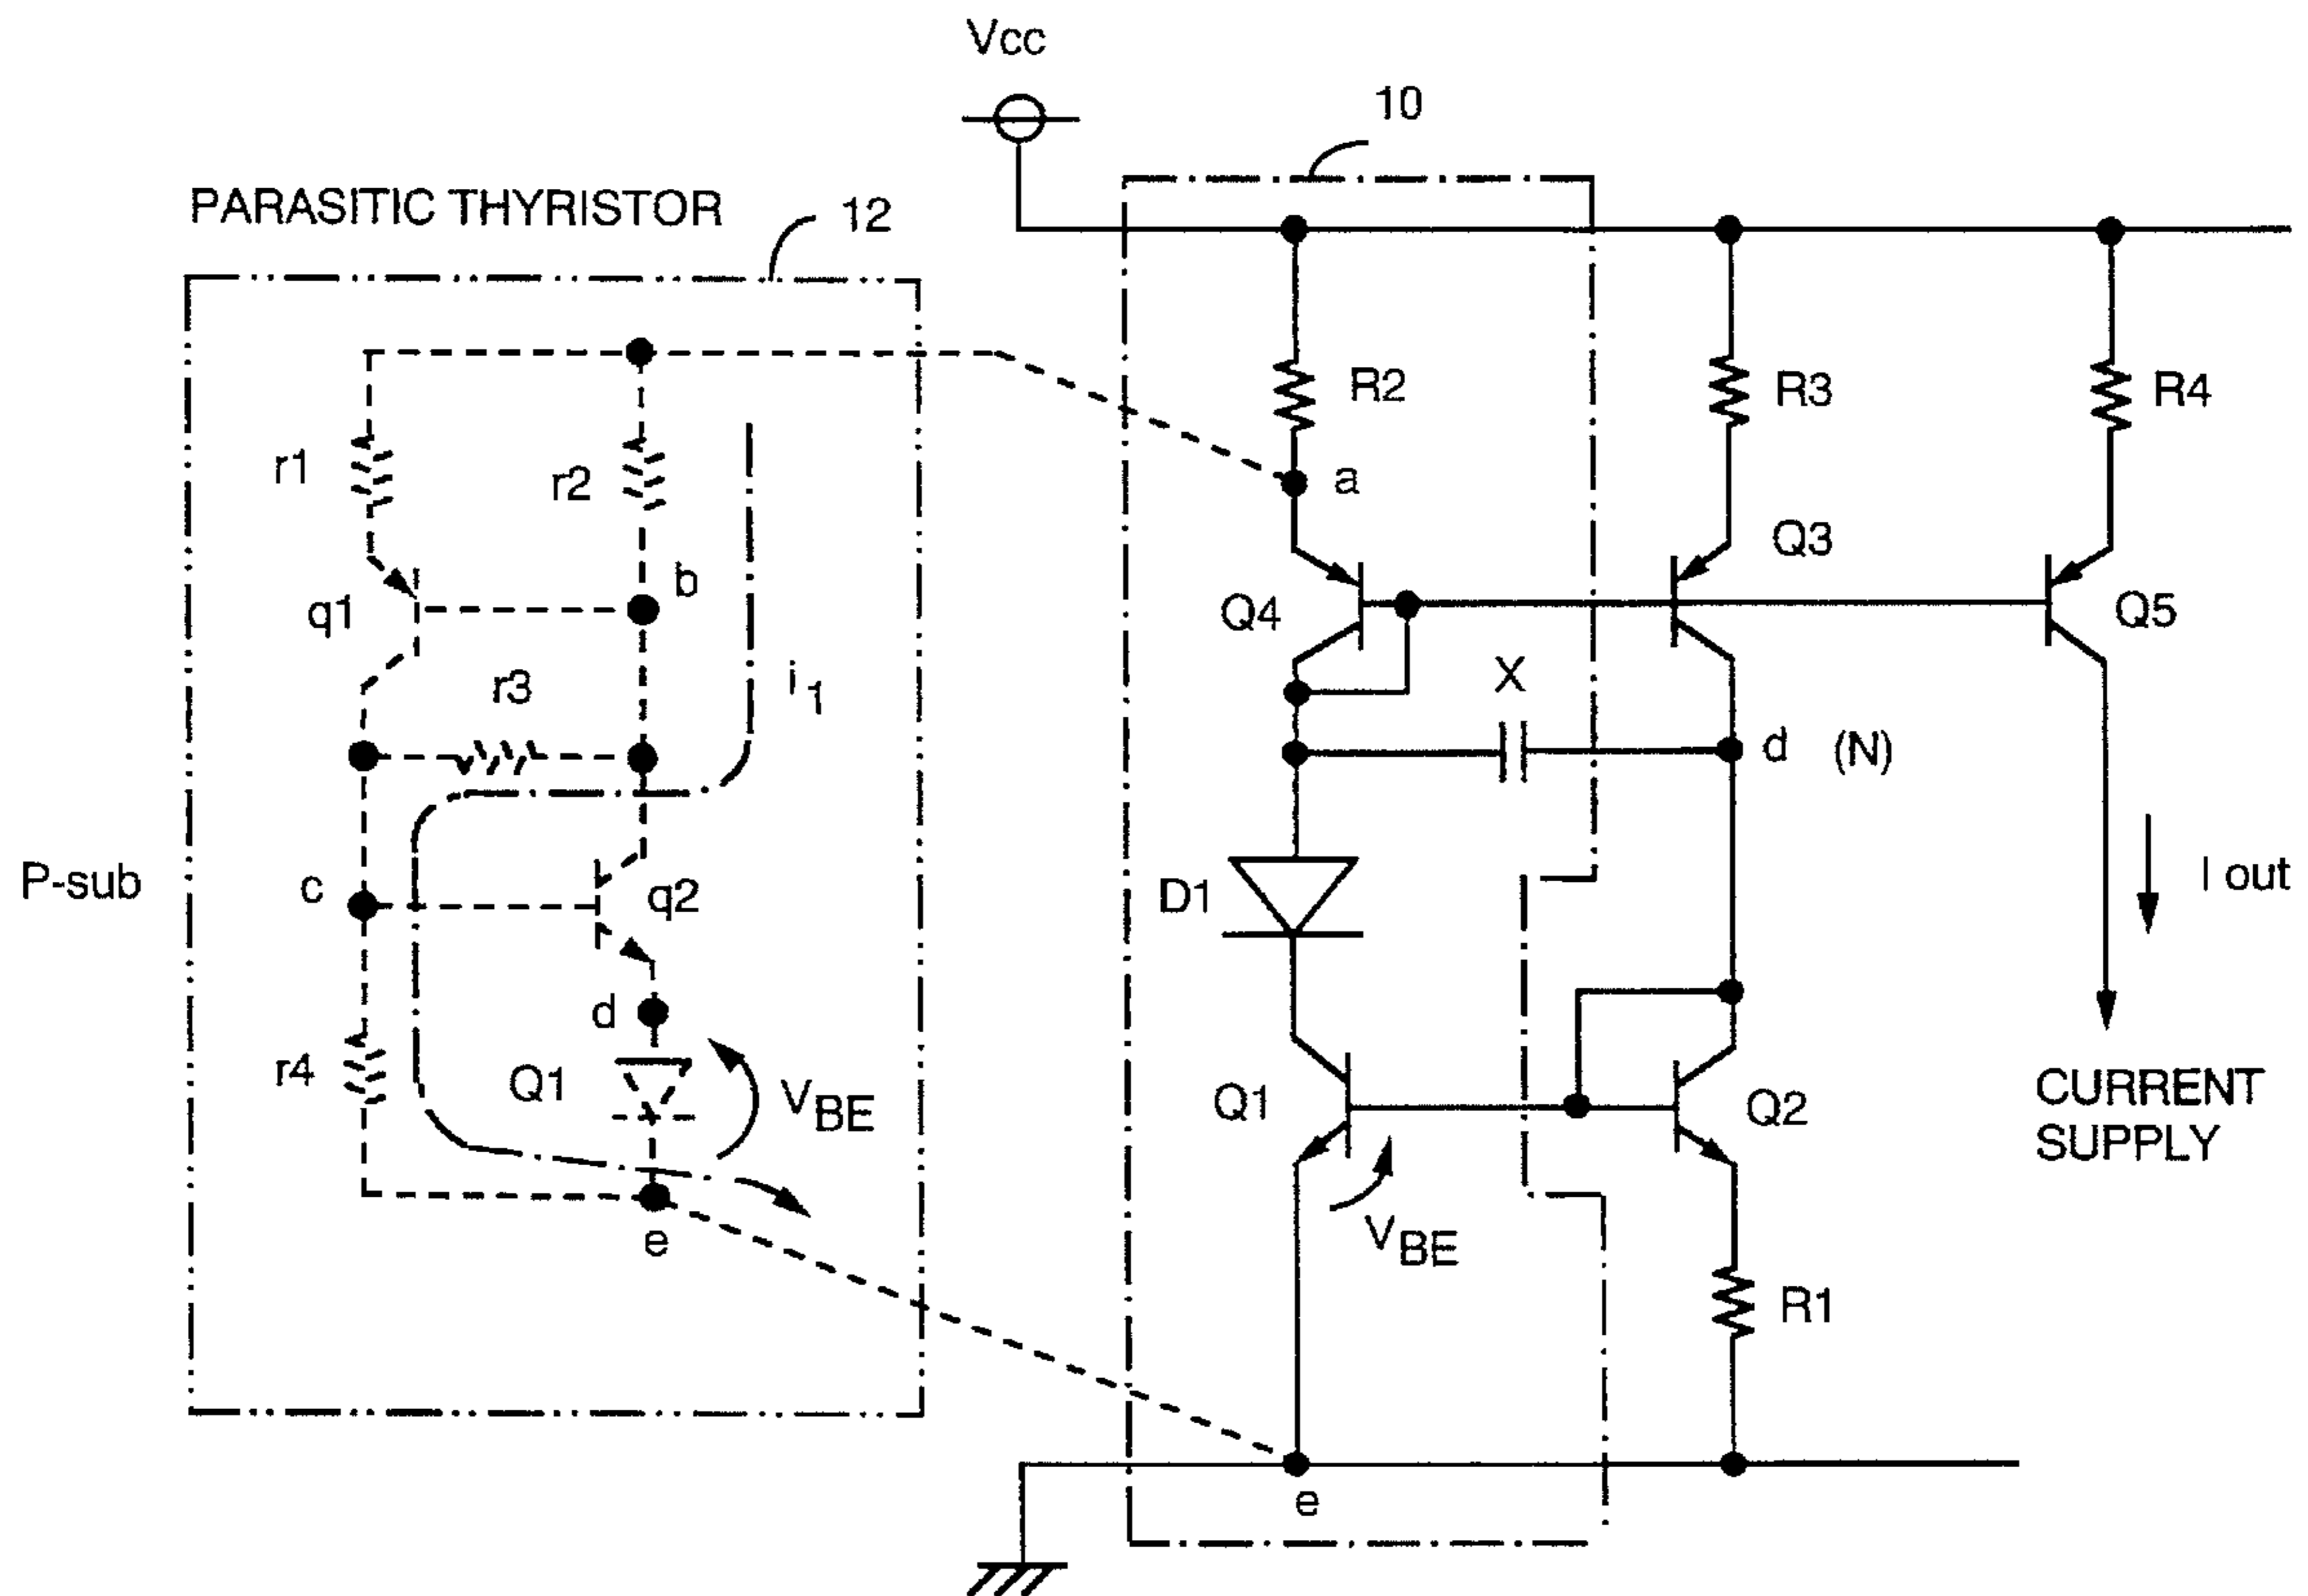 Vcc
10
PARASITIC THYRISTOR
12
R2
R3
R4
r1
r2
a
Q3
b
q1
Q4
Q5
r3
i1
X
d
(N)
P-sub
c
q2
D1
I out
d
r4
Q1
VBE
Q1
Q2
CURRENT
SUPPLY
VBE
e
R1
e